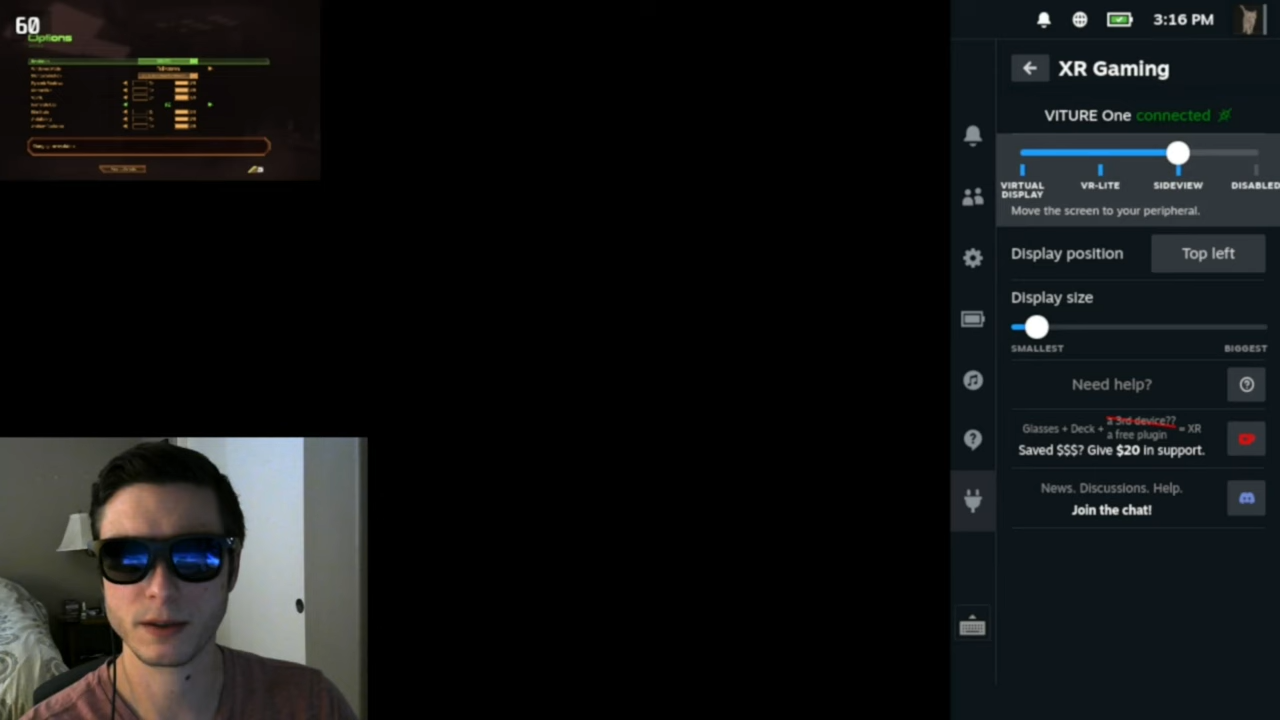 60
Options
3:16 PM
XR Gaming
VITURE One connected
VIRTUAL DISPLAY
VR-LITE
SIDEVIEW
DISABLED
Move the screen to your peripheral.
Display position
Top left
Display size
SMALLEST
BIGGEST
Need help?
Glasses + Deck + a 3rd device?? a free plugin = XR
Saved $$$? Give $20 in support.
News. Discussions. Help.
Join the chat!